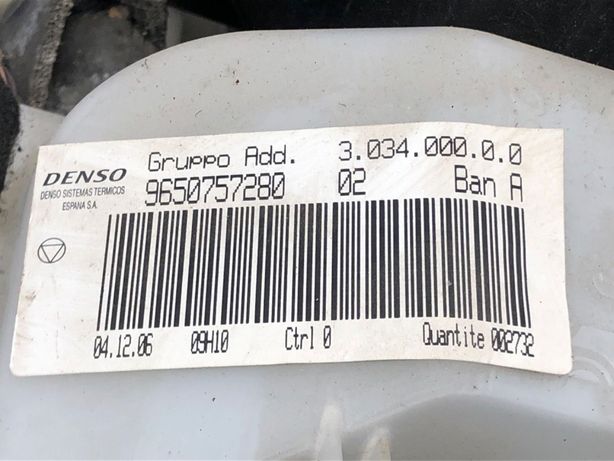 DENSO
DENSO SISTEMAS TERMICOS
ESPANA S.A.
Gruppo Add. 3.034.000.0.0
9650757280 02 Ban A
04.12.06 09H10 Ctrl 0 Quantite 002732